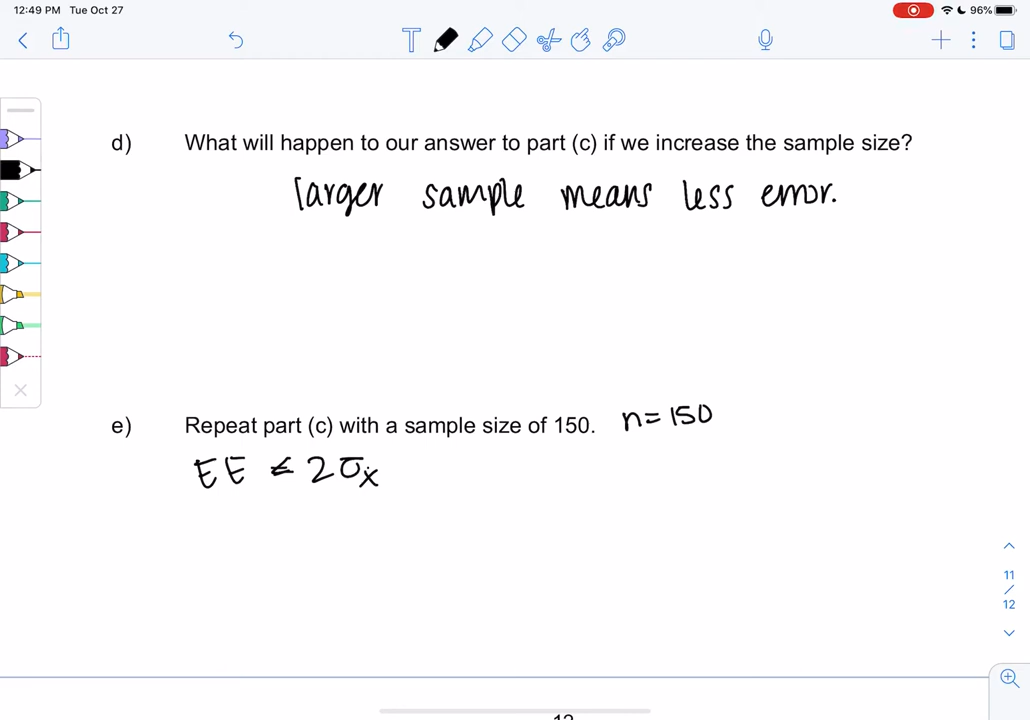 12:49 PM Tue Oct 27
96%
T
d) What will happen to our answer to part (c) if we increase the sample size?
larger sample means less error.
e) Repeat part (c) with a sample size of 150. n=150
EE < 2σx
11
/
12